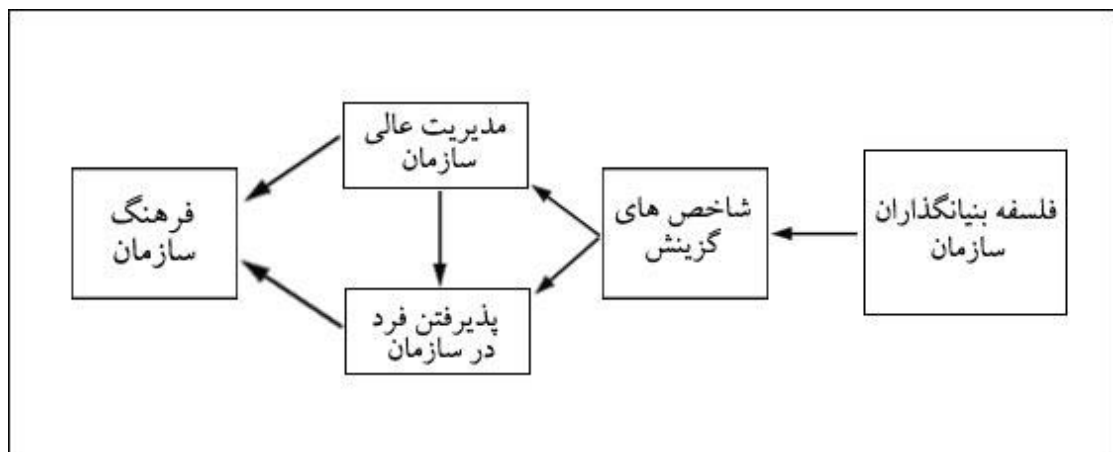 فلسفه بنیانگذاران
سازمان
شاخص های
گزینش
مدیریت عالی
سازمان
پذیرفتن فرد
در سازمان
فرهنگ
سازمان